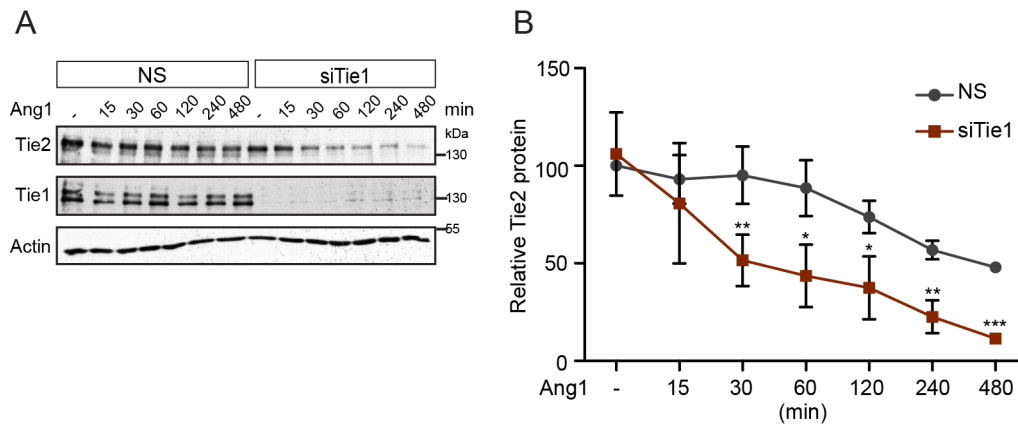 A
NS siTie1
Ang1 - 15 30 60 120 240 480 - 15 30 60 120 240 480 min
kDa
Tie2 130
Tie1 130
55
Actin
B
150
NS
siTie1
100
Relative Tie2 protein
** * *
50
**
***
0
Ang1 - 15 30 60 120 240 480
(min)